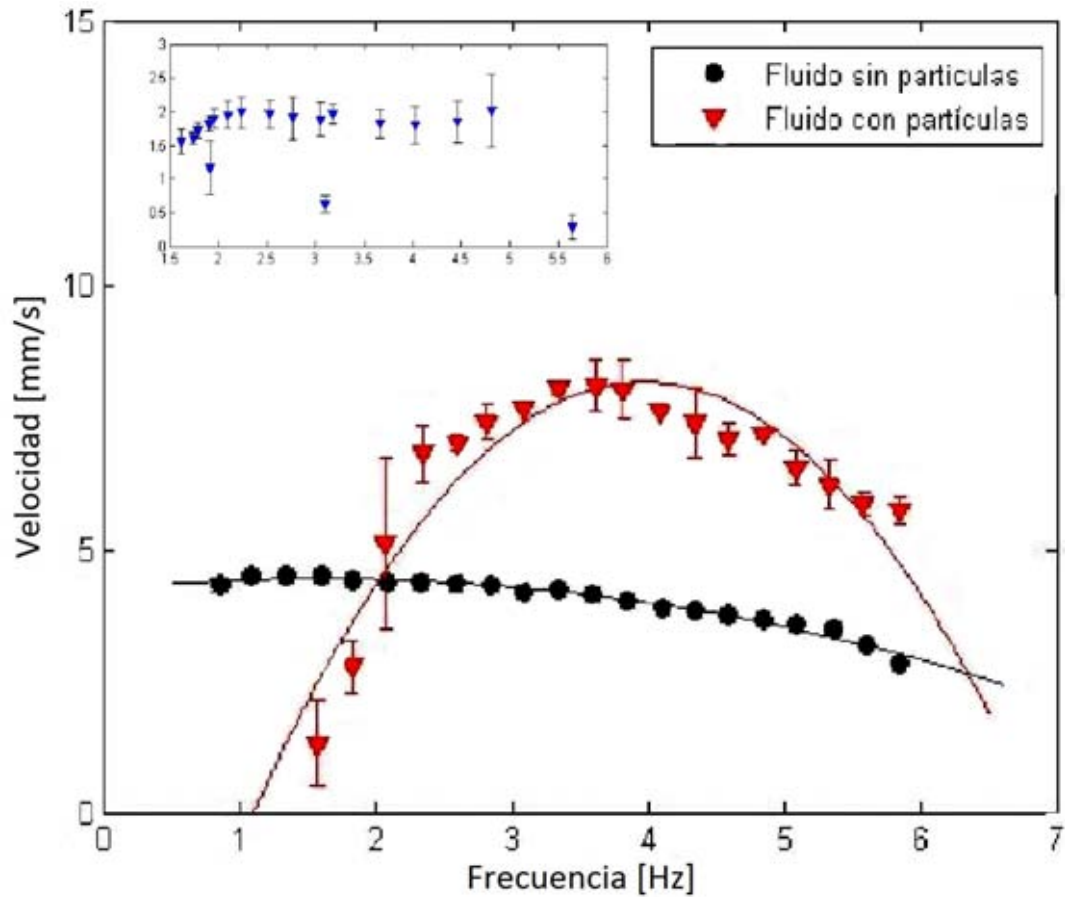 15
10
5
0
Velocidad [mm/s]
3
2.5
2
1.5
1
0.5
0
1.5 2 2.5 3 3.5 4 4.5 5 5.5 6
Fluido sin particulas
Fluido con partículas
0 1 2 3 4 5 6 7
Frecuencia [Hz]